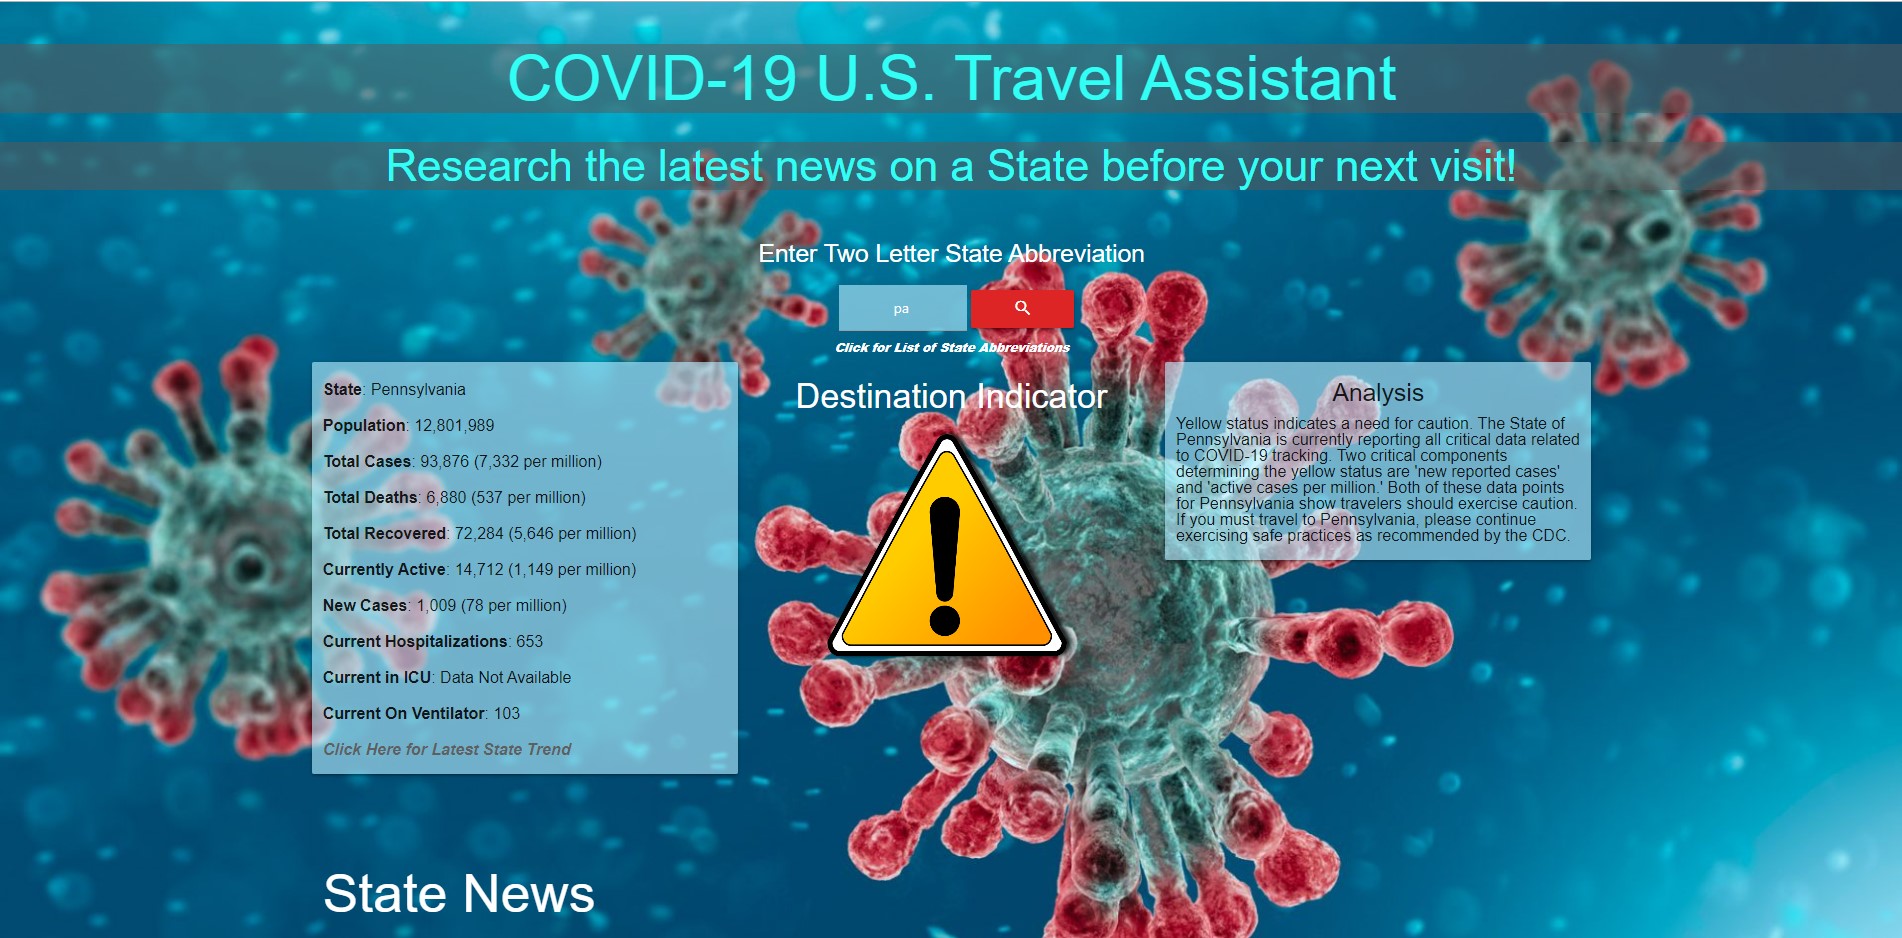 COVID-19 U.S. Travel Assistant
Research the latest news on a State before your next visit!
Enter Two Letter State Abbreviation
pa
Click for List of State Abbreviations
State: Pennsylvania
Population: 12,801,989
Total Cases: 93,876 (7,332 per million)
Total Deaths: 6,880 (537 per million)
Total Recovered: 72,284 (5,646 per million)
Currently Active: 14,712 (1,149 per million)
New Cases: 1,009 (78 per million)
Current Hospitalizations: 653
Current in ICU: Data Not Available
Current On Ventilator: 103
Click Here for Latest State Trend
Destination Indicator
Analysis
Yellow status indicates a need for caution. The State of
Pennsylvania is currently reporting all critical data related
to COVID-19 tracking. Two critical components
determining the yellow status are 'new reported cases'
and 'active cases per million.' Both of these data points
for Pennsylvania show travelers should exercise caution.
If you must travel to Pennsylvania, please continue
exercising safe practices as recommended by the CDC.
State News